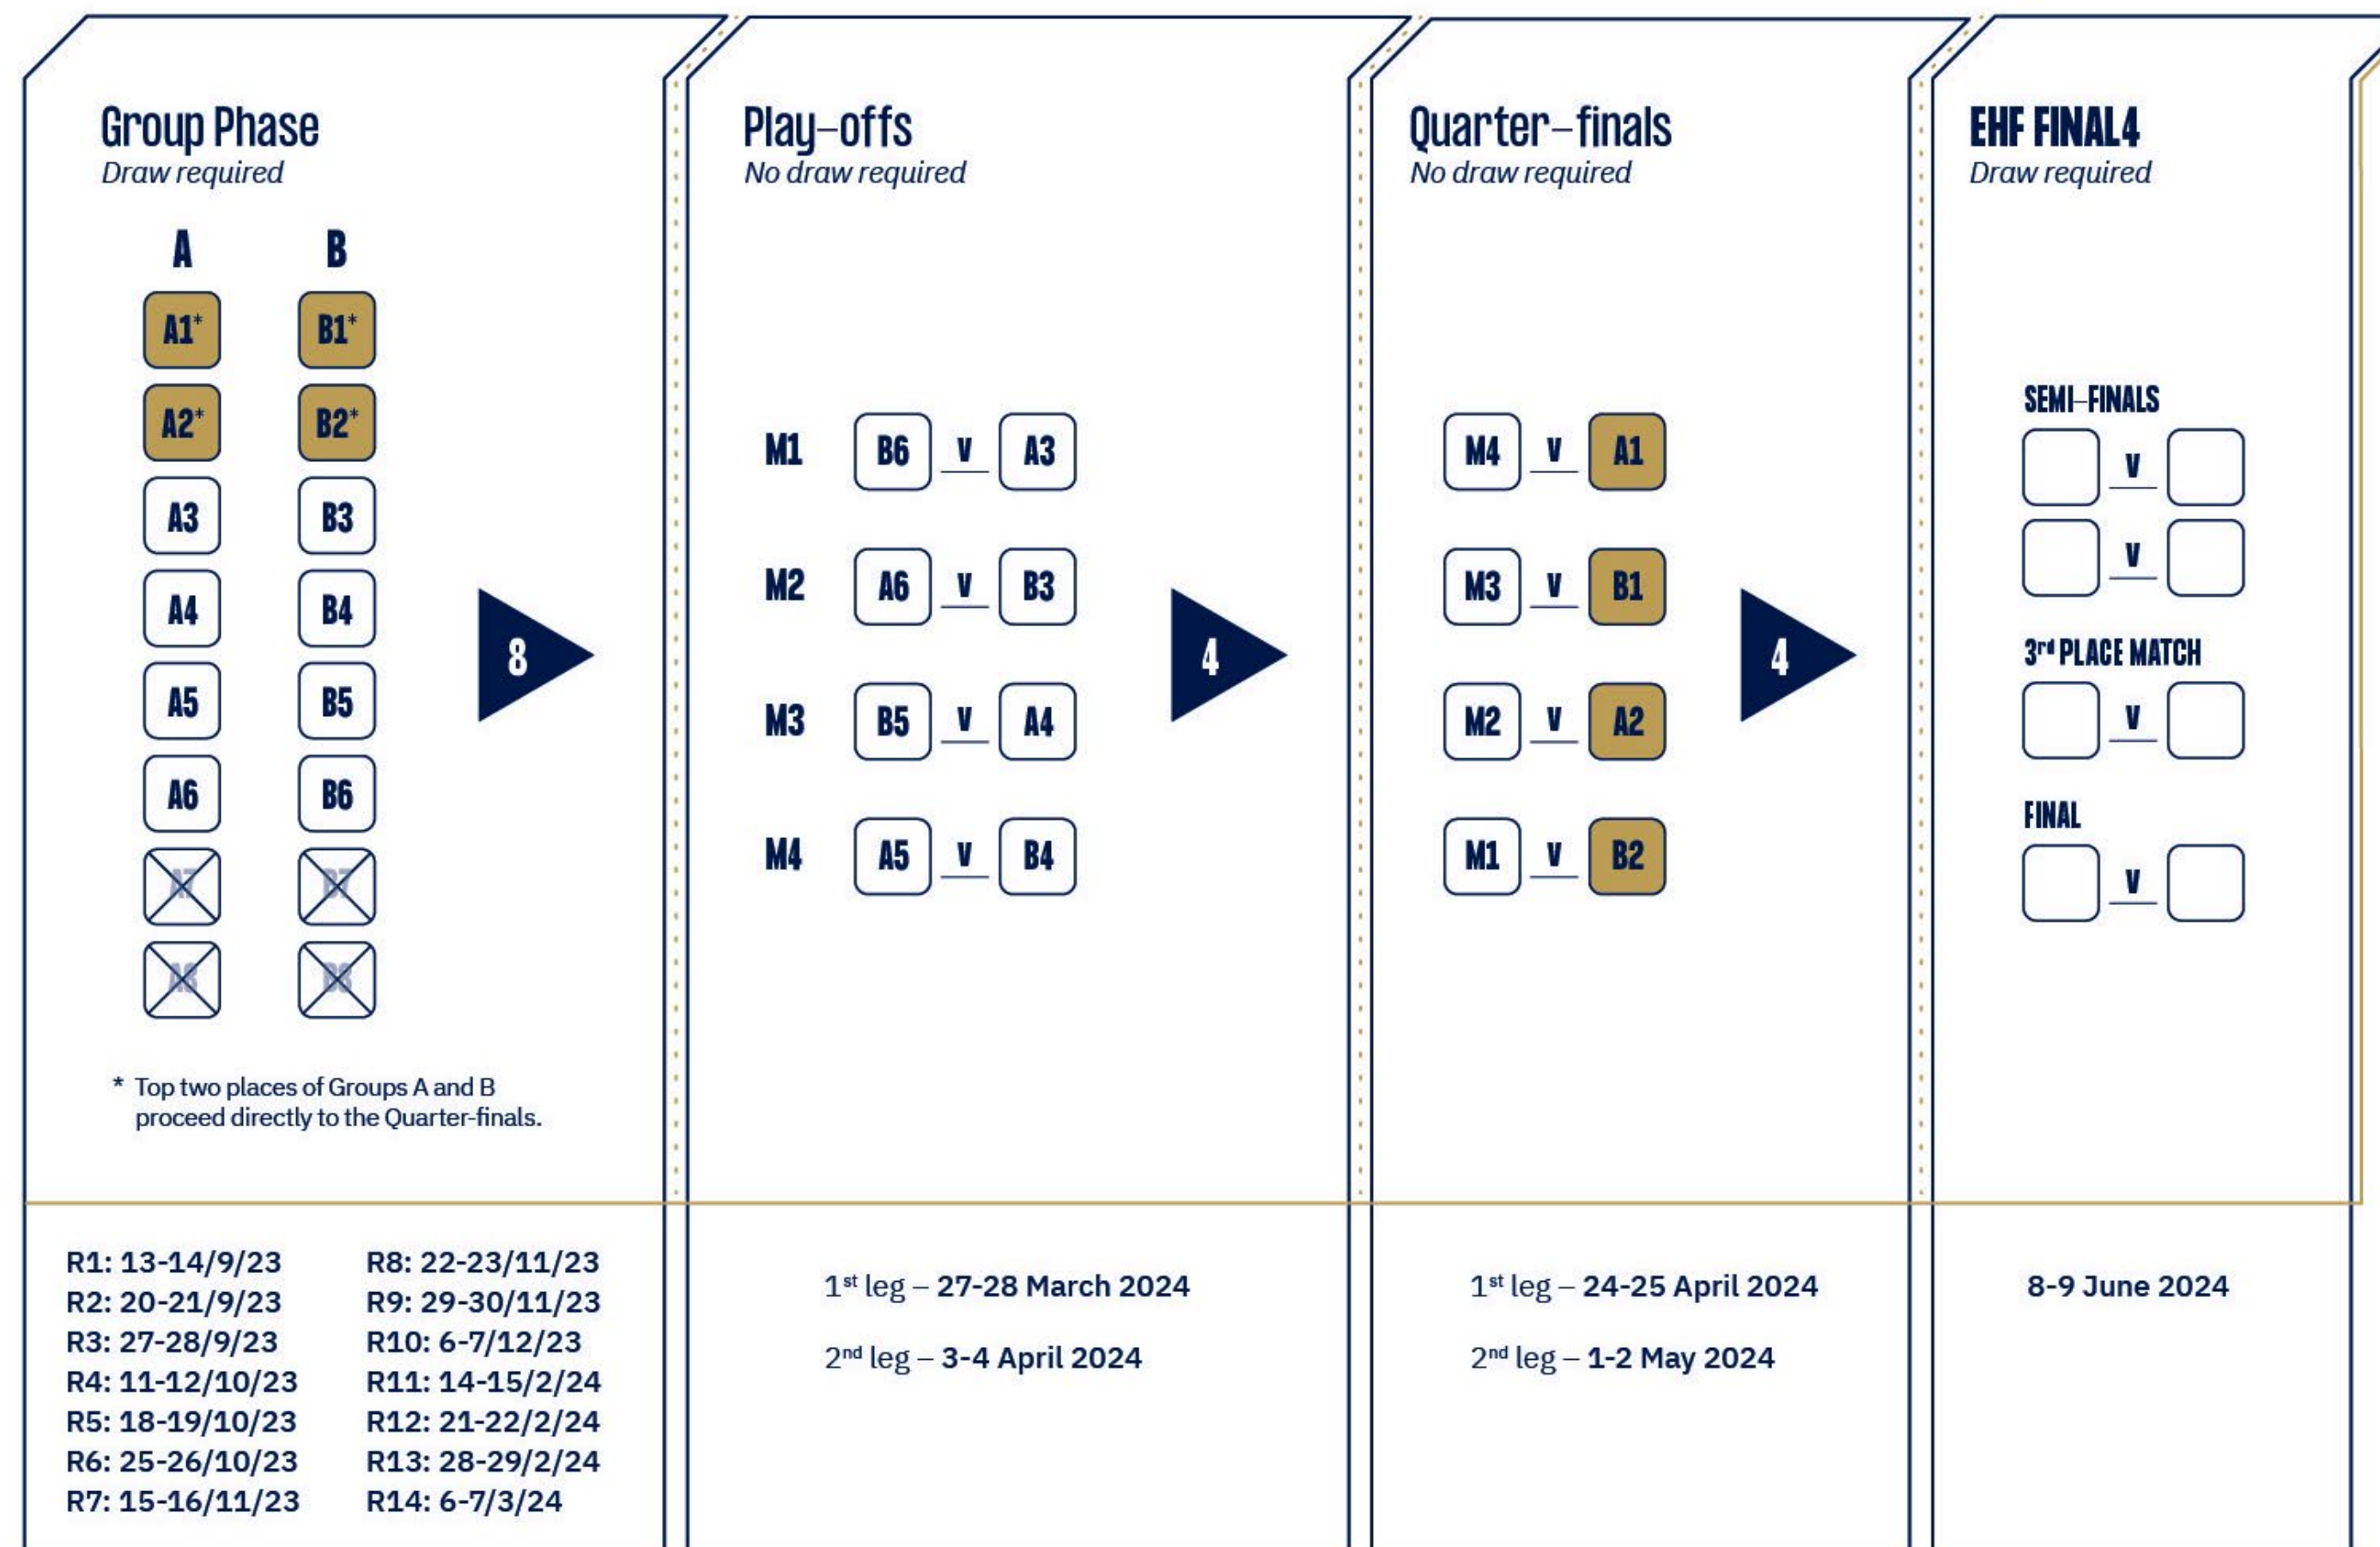 Group Phase
Draw required
A B
A1* B1*
A2* B2*
A3 B3
A4 B4
A5 B5
A6 B6
A7 B7
A8 B8
8
* Top two places of Groups A and B
proceed directly to the Quarter-finals.
R1: 13-14/9/23
R2: 20-21/9/23
R3: 27-28/9/23
R4: 11-12/10/23
R5: 18-19/10/23
R6: 25-26/10/23
R7: 15-16/11/23
R8: 22-23/11/23
R9: 29-30/11/23
R10: 6-7/12/23
R11: 14-15/2/24
R12: 21-22/2/24
R13: 28-29/2/24
R14: 6-7/3/24
Play-offs
No draw required
M1 B6 V A3
M2 A6 V B3
M3 B5 V A4
M4 A5 V B4
4
1st leg – 27-28 March 2024
2nd leg – 3-4 April 2024
Quarter-finals
No draw required
M4 V A1
M3 V B1
M2 V A2
M1 V B2
4
1st leg – 24-25 April 2024
2nd leg – 1-2 May 2024
EHF FINAL4
Draw required
SEMI-FINALS
V
V
3rd PLACE MATCH
V
FINAL
V
8-9 June 2024